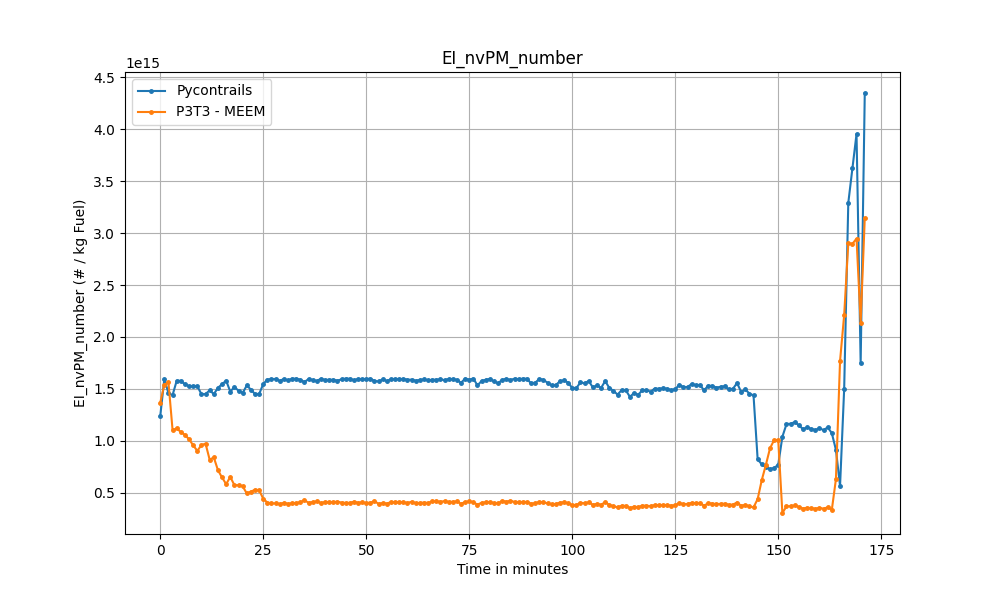 EI_nvPM_number
1e15
Pycontrails
P3T3 - MEEM
4.5
4.0
3.5
3.0
2.5
2.0
1.5
1.0
0.5
EI_nvPM_number (# / kg Fuel)
0 25 50 75 100 125 150 175
Time in minutes